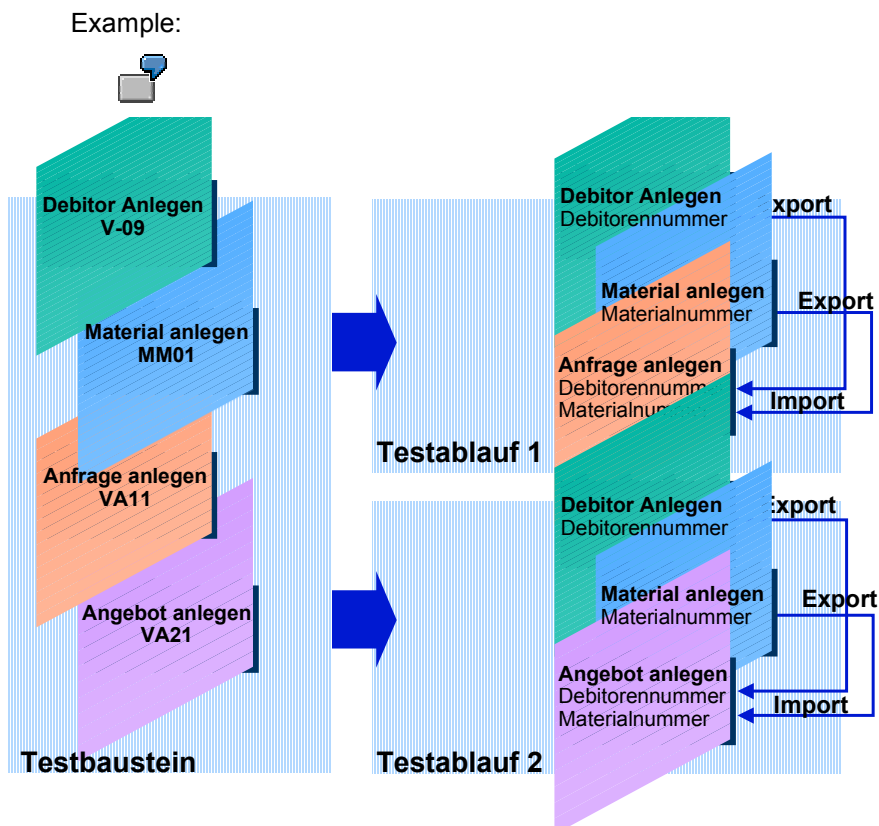 Example:
Debitor Anlegen
V-09
Material anlegen
MM01
Anfrage anlegen
VA11
Angebot anlegen
VA21
Testbaustein
Debitor Anlegen
Debitorennummer
Export
Material anlegen
Materialnummer
Export
Anfrage anlegen
Debitorennummer
Materialnummer
Import
Testablauf 1
Debitor Anlegen
Debitorennummer
Export
Material anlegen
Materialnummer
Export
Angebot anlegen
Debitorennummer
Materialnummer
Import
Testablauf 2